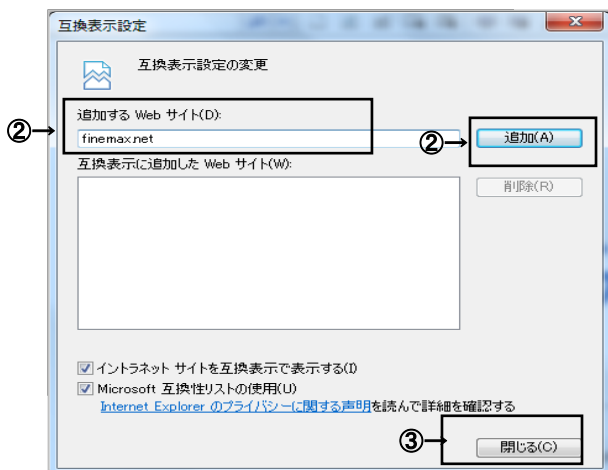 互換表示設定
互換表示設定の変更
追加する Web サイト(D):
②→
finemax.net
②→
追加(A)
互換表示に追加した Web サイト(W):
削除(R)
イントラネット サイトを互換表示で表示する(I)
Microsoft 互換性リストの使用(U)
Internet Explorer のプライバシーに関する声明を読んで詳細を確認する
③
閉じる(C)